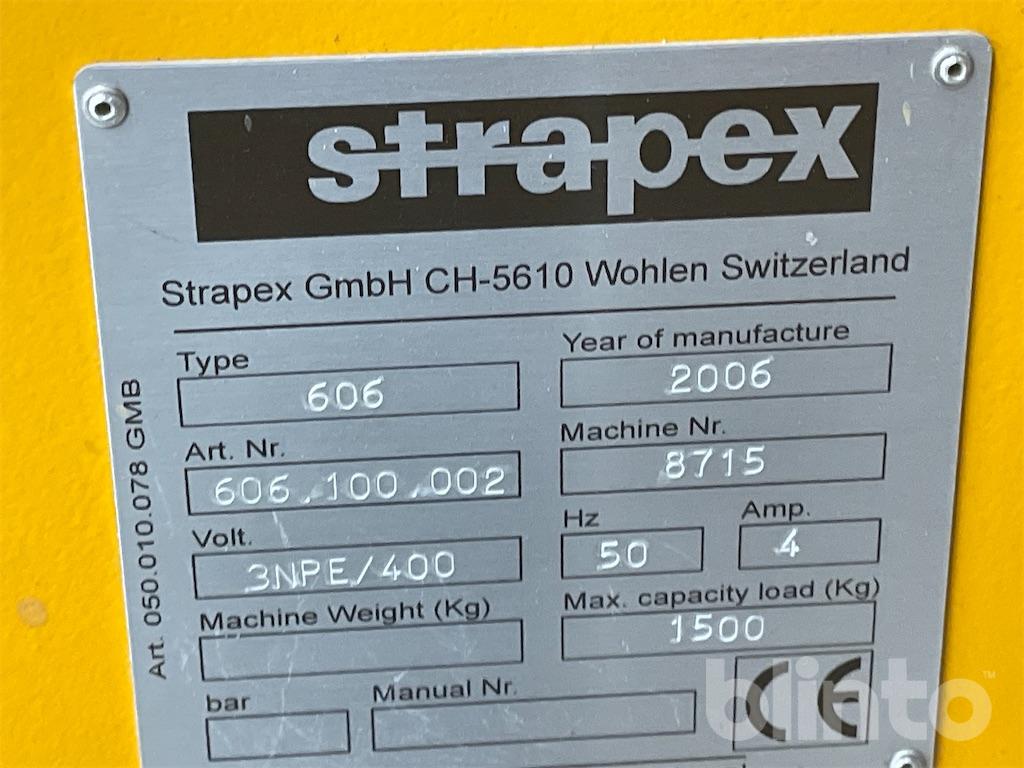 strapex
Strapex GmbH CH-5610 Wohlen Switzerland
Type
606
Year of manufacture
2006
Art. Nr.
606.100.002
Machine Nr.
8715
Volt.
3NPE/400
Hz
50
Amp.
4
Machine Weight (Kg)
Max. capacity load (Kg)
1500
bar
Manual Nr.
CE
Art. 050.010.078 GMB
blinto™